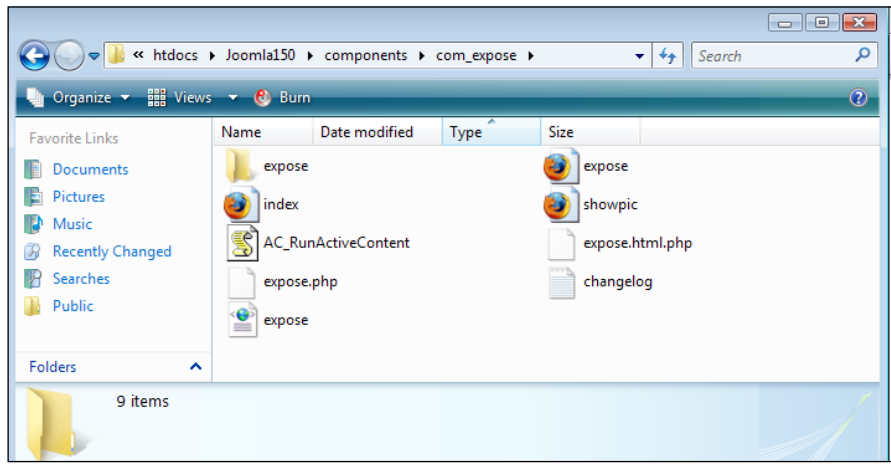 « htdocs Joomla150 components com_expose Search
Organize Views Burn
Favorite Links
Documents
Pictures
Music
Recently Changed
Searches
Public
Folders
Name Date modified Type Size
expose expose
index showpic
AC_RunActiveContent expose.html.php
expose.php changelog
expose
9 items